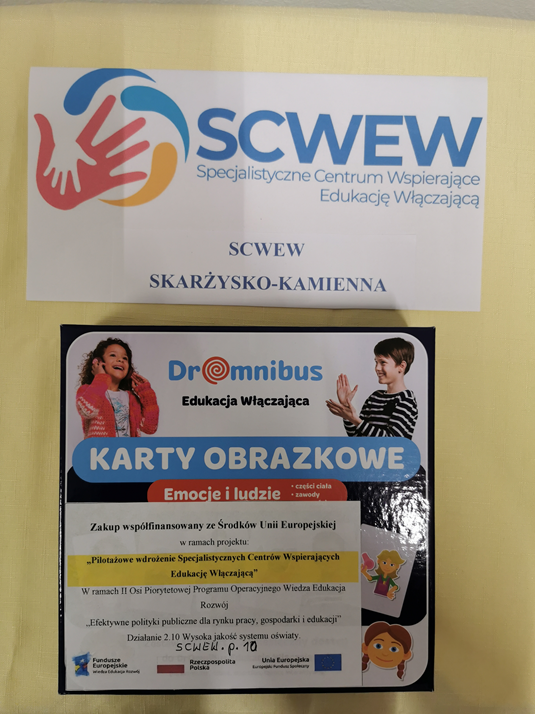 SCWEW
Specjalistyczne Centrum Wspierające
Edukację Włączającą
SCWEW
SKARŻYSKO-KAMIENNA
Dr Omnibus
Edukacja Włączająca
KARTY OBRAZKOWE
Emocje i ludzie
• części ciała
• zawody
Zakup współfinansowany ze Środków Unii Europejskiej
w ramach projektu:
„Pilotażowe wdrożenie Specjalistycznych Centrów Wspierających
Edukację Włączającą"
W ramach II Osi Piorytetowej Programu Operacyjnego Wiedza Edukacja
Rozwój
„Efektywne polityki publiczne dla rynku pracy, gospodarki i edukacji"
Działanie 2.10 Wysoka jakość systemu oświaty.
SCWEW. p. 10
Fundusze
Europejskie
Wiedza Edukacja Rozwój
Rzeczpospolita
Polska
Unia Europejska
Europejski Fundusz Społeczny